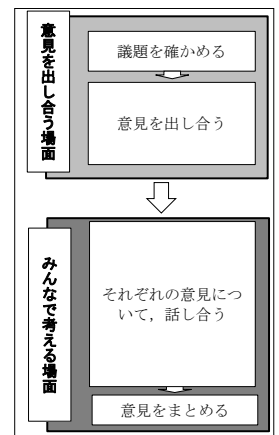 意見を出し合う場面
議題を確かめる
意見を出し合う
みんなで考える場面
それぞれの意見につ
いて，話し合う
意見をまとめる